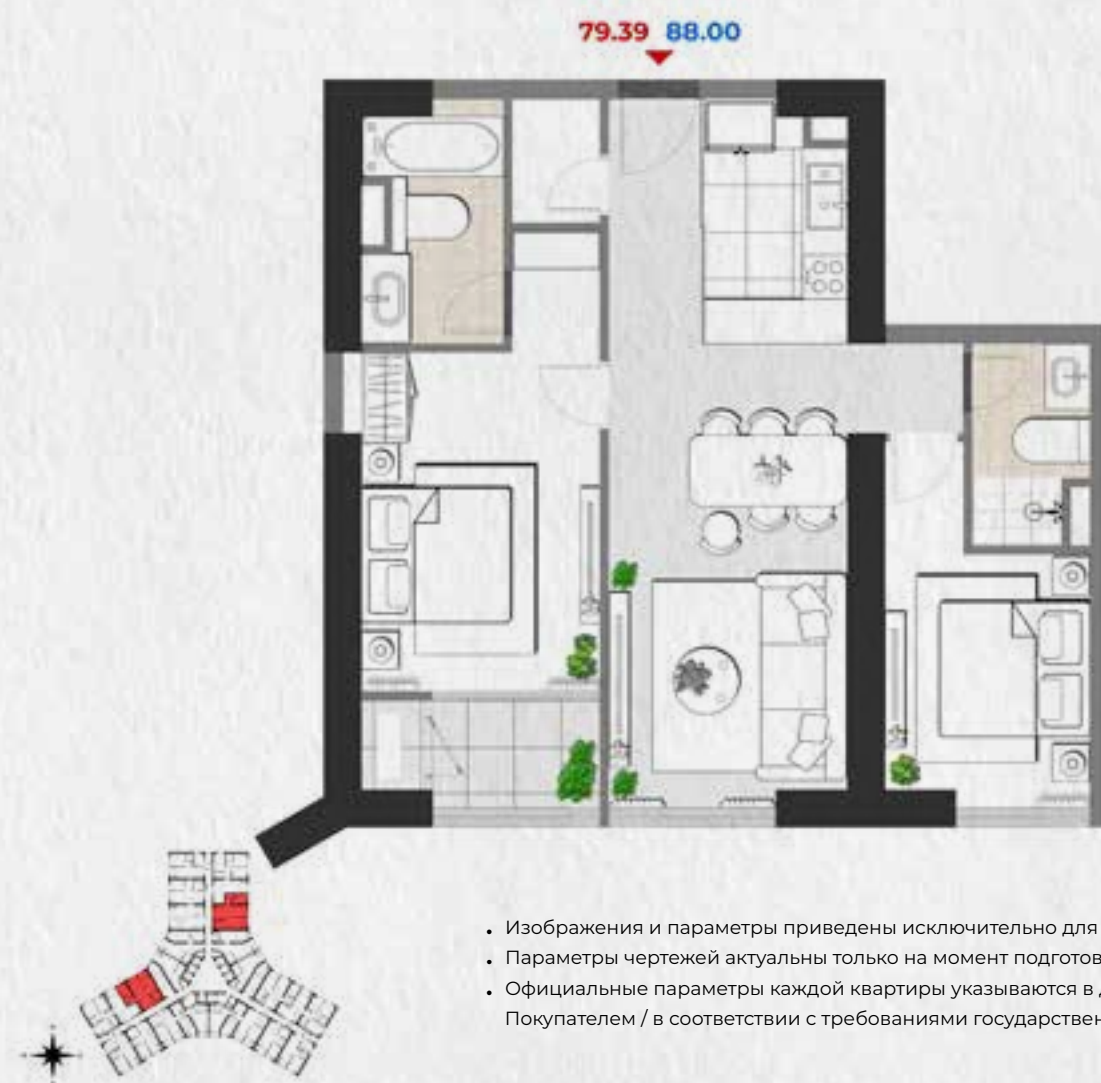 79.39 88.00
• Изображения и параметры приведены исключительно для
• Параметры чертежей актуальны только на момент подготов
• Официальные параметры каждой квартиры указываются в д
Покупателем / в соответствии с требованиями государствен